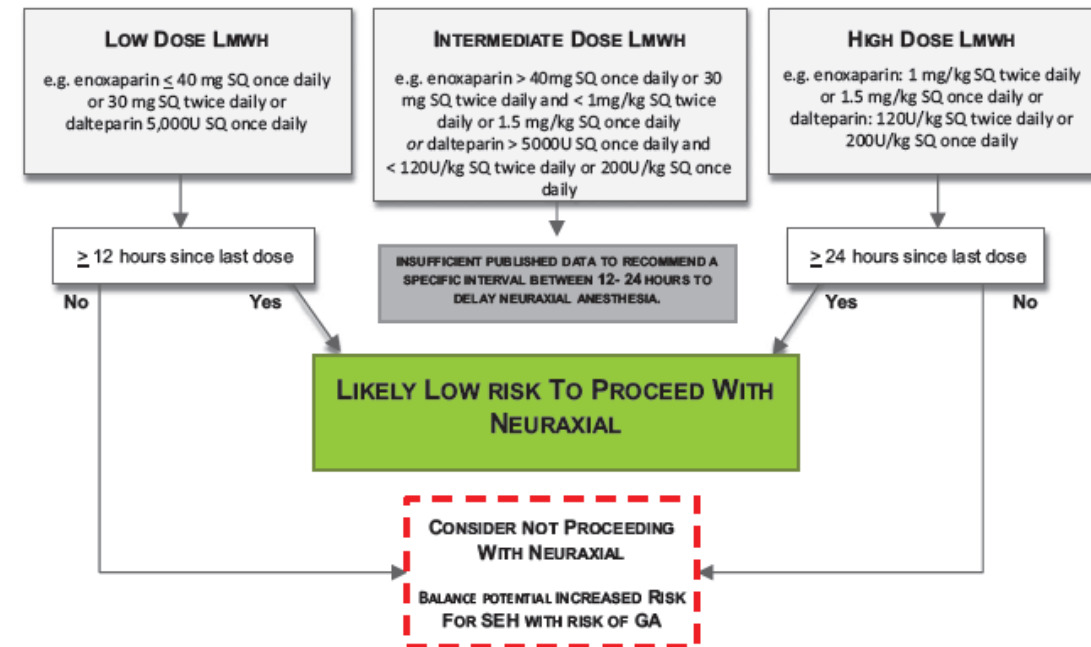 LOW DOSE LMWH
e.g. enoxaparin ≤ 40 mg SQ once daily
or 30 mg SQ twice daily or
dalteparin 5,000U SQ once daily
INTERMEDIATE DOSE LMWH
e.g. enoxaparin > 40mg SQ once daily or 30
mg SQ twice daily and < 1mg/kg SQ twice
daily or 1.5 mg/kg SQ once daily
or dalteparin > 5000U SQ once daily and
< 120U/kg SQ twice daily or 200U/kg SQ once
daily
HIGH DOSE LMWH
e.g. enoxaparin: 1 mg/kg SQ twice daily
or 1.5 mg/kg SQ once daily or
dalteparin: 120U/kg SQ twice daily or
200U/kg SQ once daily
≥ 12 hours since last dose
INSUFFICIENT PUBLISHED DATA TO RECOMMEND A
SPECIFIC INTERVAL BETWEEN 12- 24 HOURS TO
DELAY NEURAXIAL ANESTHESIA.
≥ 24 hours since last dose
No
Yes
Yes
No
LIKELY LOW RISK TO PROCEED WITH
NEURAXIAL
CONSIDER NOT PROCEEDING
WITH NEURAXIAL
BALANCE POTENTIAL INCREASED RISK
FOR SEH WITH RISK OF GA